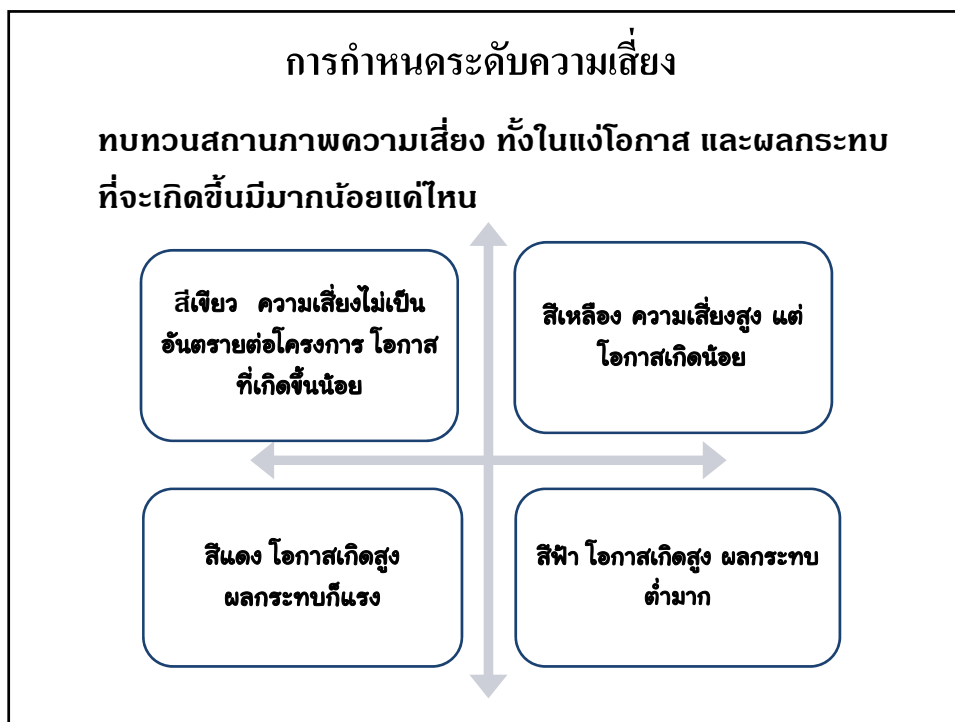 การกำหนดระดับความเสี่ยง
ทบทวนสถานภาพความเสี่ยง ทั้งในแง่โอกาส และผลกระทบ
ที่จะเกิดขึ้นมีมากน้อยแค่ไหน
สีเขียว ความเสี่ยงไม่เป็น
อันตรายต่อโครงการ โอกาส
ที่เกิดขึ้นน้อย
สีเหลือง ความเสี่ยงสูง แต่
โอกาสเกิดน้อย
สีแดง โอกาสเกิดสูง
ผลกระทบก็แรง
สีฟ้า โอกาสเกิดสูง ผลกระทบ
ต่ำมาก